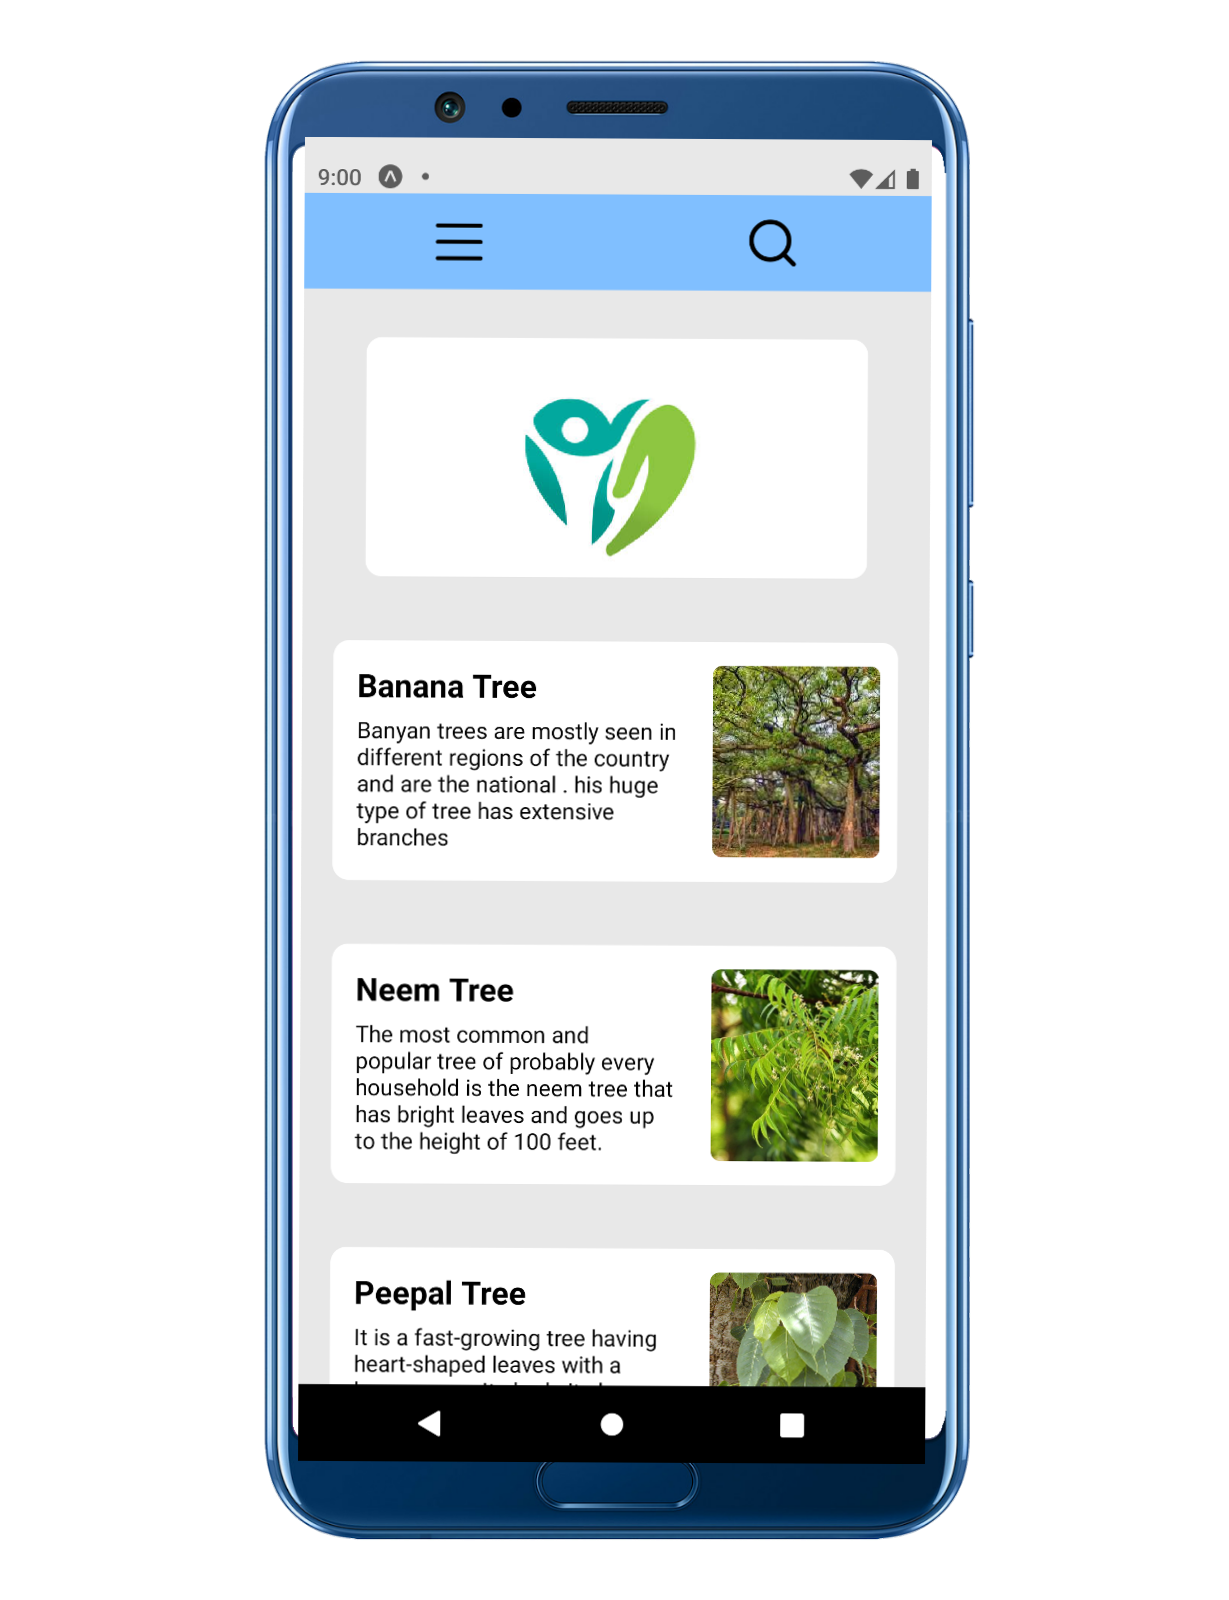 9:00
Banana Tree
Banyan trees are mostly seen in
different regions of the country
and are the national . his huge
type of tree has extensive
branches
Neem Tree
The most common and
popular tree of probably every
household is the neem tree that
has bright leaves and goes up
to the height of 100 feet.
Peepal Tree
It is a fast-growing tree having
heart-shaped leaves with a